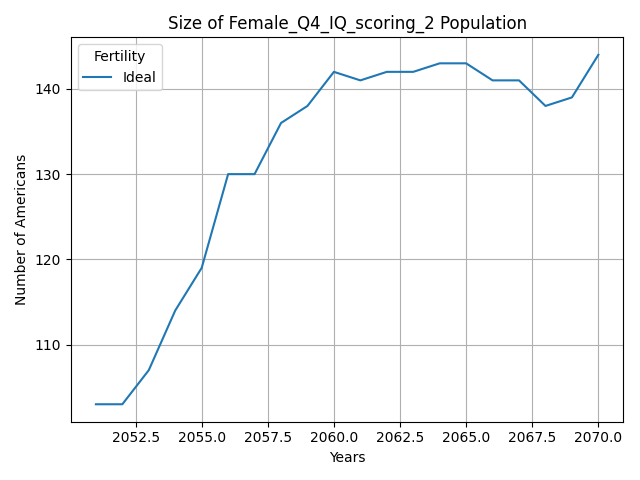 Size of Female_Q4_IQ_scoring_2 Population
Fertility
Ideal
Number of Americans
140
130
120
110
2052.5 2055.0 2057.5 2060.0 2062.5 2065.0 2067.5 2070.0
Years